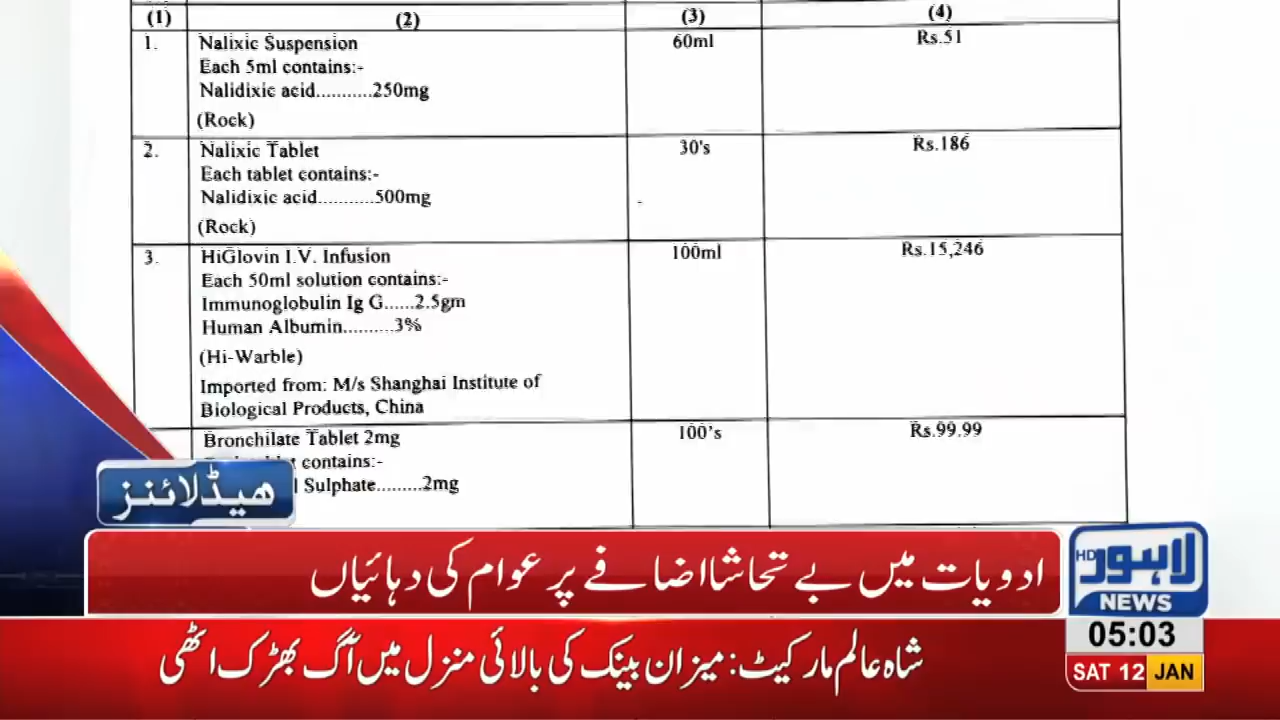 (1) (2) (3) (4)
1. Nalixic Suspension 60ml Rs.51
Each 5ml contains:-
Nalidixic acid...........250mg
(Rock)
2. Nalixic Tablet 30's Rs.186
Each tablet contains:-
Nalidixic acid...........500mg
(Rock)
3. HiGlovin I.V. Infusion 100ml Rs.15,246
Each 50ml solution contains:-
Immunoglobulin Ig G......2.5gm
Human Albumin..........3%
(Hi-Warble)
Imported from: M/s Shanghai Institute of
Biological Products, China
Bronchilate Tablet 2mg 100's Rs.99.99
contains:-
Sulphate.........2mg
ھیڈلائنز
ادویات میں بے تحاشا اضافے پر عوام کی دہائیاں
لاہور HD
NEWS
شاہ عالم مارکیٹ: میزان بینک کی بالائی منزل میں آگ بھڑک اٹھی
05:03
SAT 12 JAN